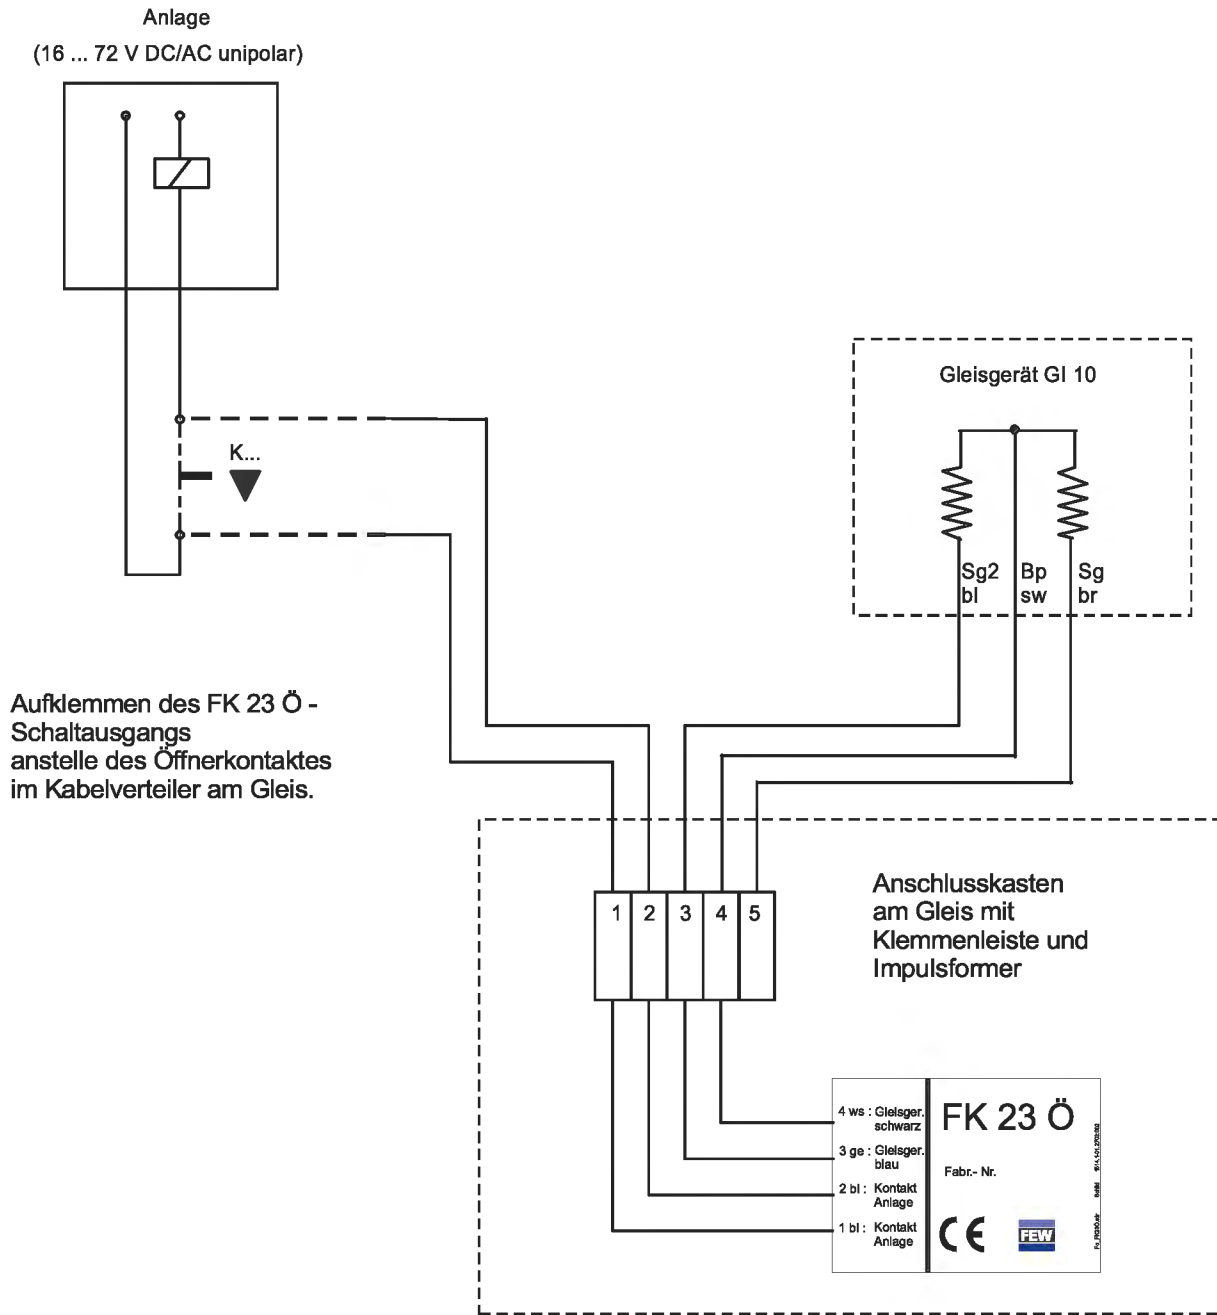 Anlage
(16 ... 72 V DC/AC unipolar)
Gleisgerät GI 10
K...
Sg2 Bp Sg
bl sw br
Aufklemmen des FK 23 Ö -
Schaltausgangs
anstelle des Öffnerkontaktes
im Kabelverteiler am Gleis.
Anschlusskasten
am Gleis mit
Klemmenleiste und
Impulsformer
1 2 3 4 5
4 ws : Gleisger.
schwarz
3 ge : Gleisger.
blau
2 bl : Kontakt
Anlage
1 bl : Kontakt
Anlage
FK 23 Ö
Fabr.- Nr.
CE
FEW
Schild